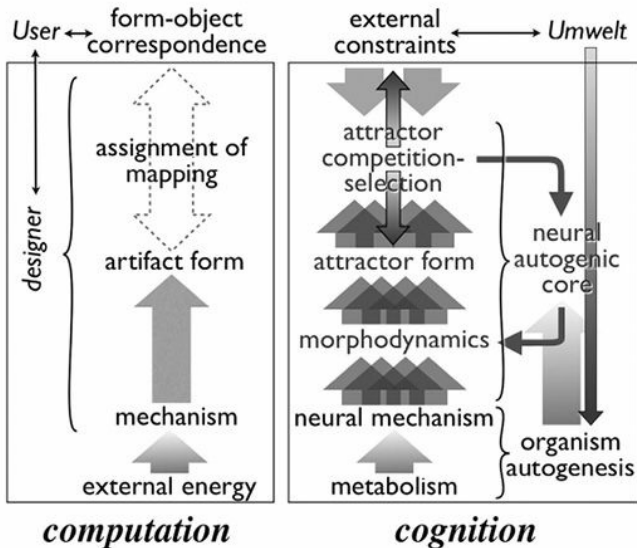 User
form-object
correspondence
assignment of
mapping
designer
artifact form
mechanism
external energy
computation
external
constraints
Umwelt
attractor
competition-
selection
neural
autogenic
core
attractor form
morphodynamics
neural mechanism
organism
autogenesis
metabolism
cognition